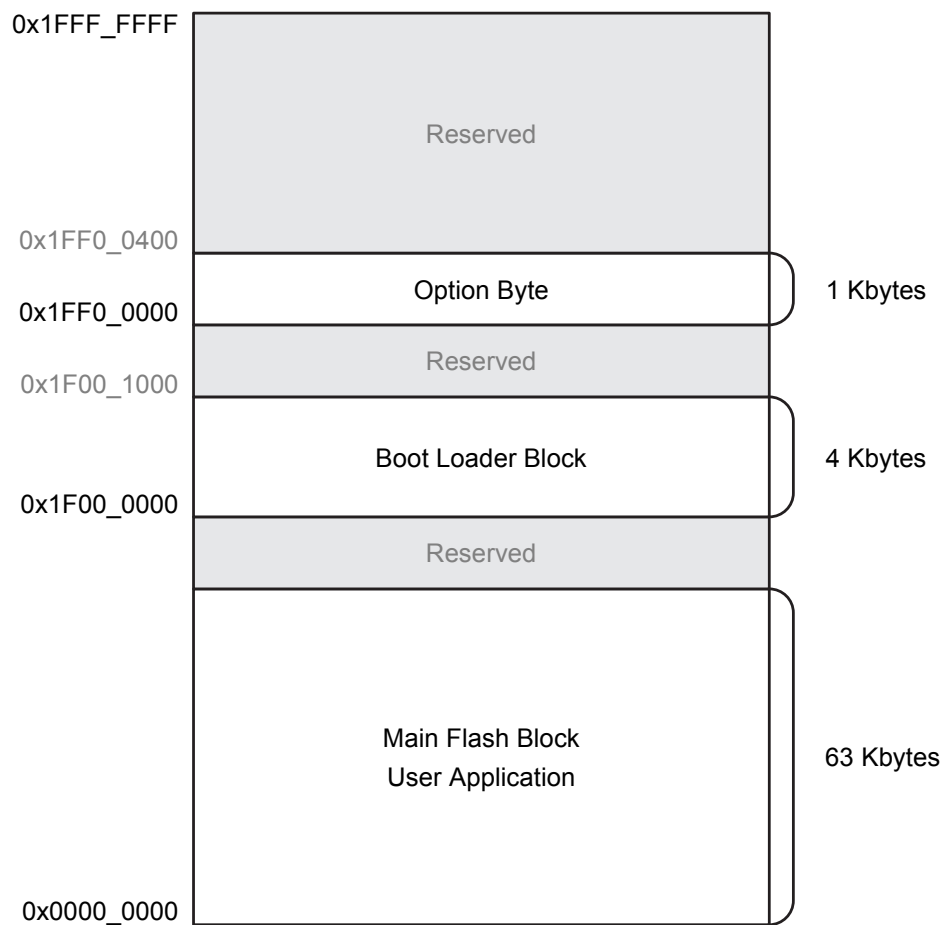 0x1FFF_FFFF
Reserved
0x1FF0_0400
Option Byte
1 Kbytes
0x1FF0_0000
Reserved
0x1F00_1000
Boot Loader Block
4 Kbytes
0x1F00_0000
Reserved
Main Flash Block
User Application
63 Kbytes
0x0000_0000